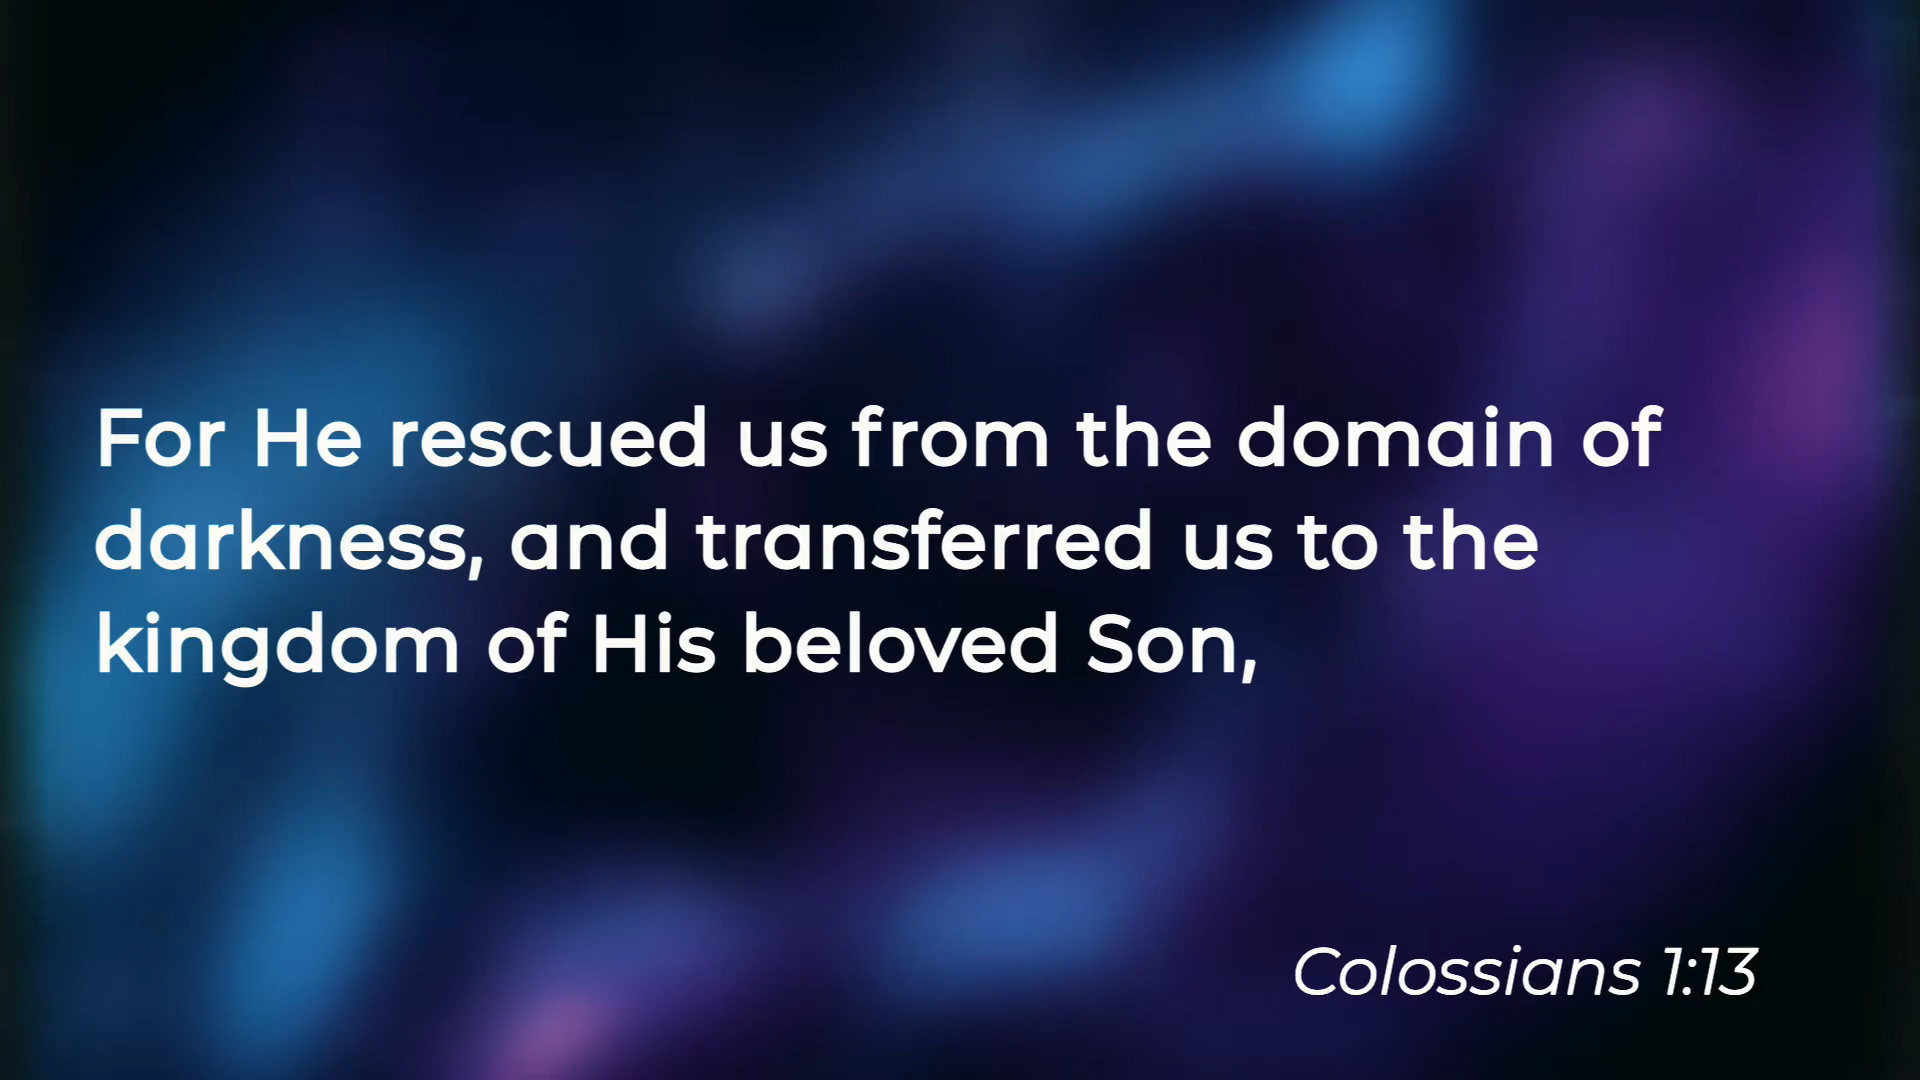 For He rescued us from the domain of
darkness, and transferred us to the
kingdom of His beloved Son,
Colossians 1:13